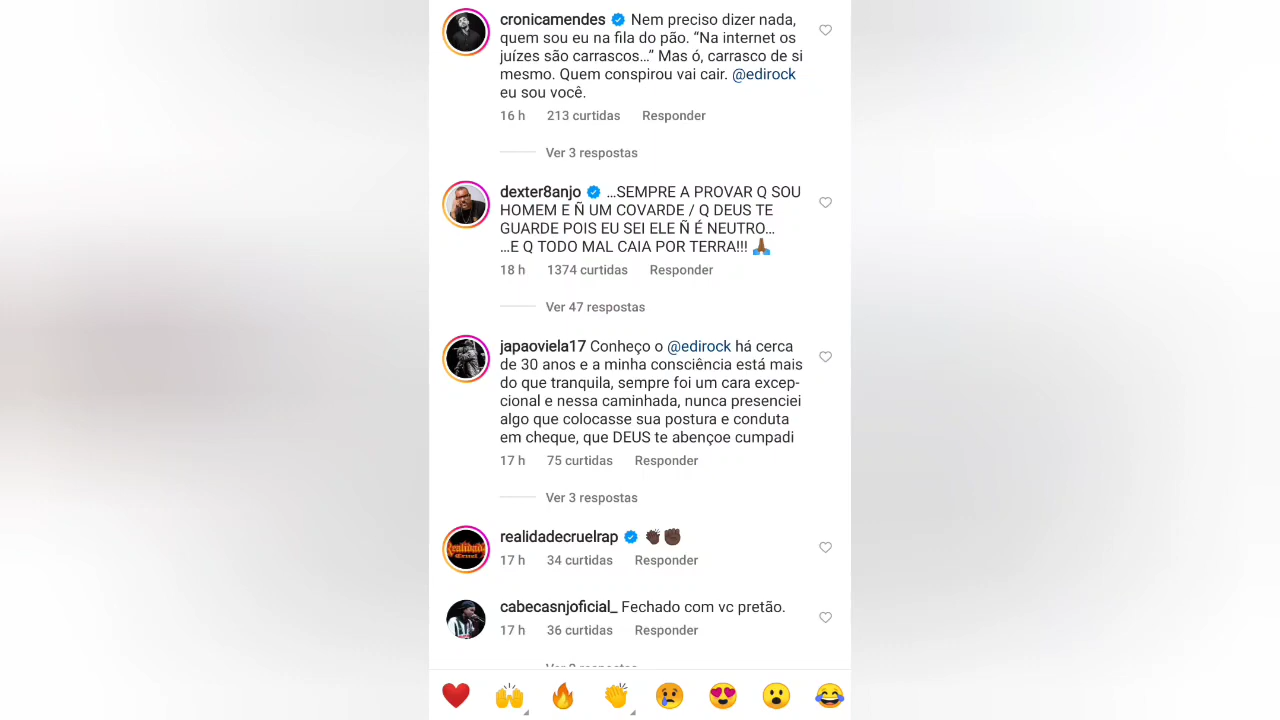 cronicamendes Nem preciso dizer nada,
quem sou eu na fila do pão. “Na internet os
juízes são carrascos...” Mas ó, carrasco de si
mesmo. Quem conspirou vai cair. @edirock
eu sou você.
16 h 213 curtidas Responder
Ver 3 respostas
dexter8anjo ...SEMPRE A PROVAR Q SOU
HOMEM E Ñ UM COVARDE / Q DEUS TE
GUARDE POIS EU SEI ELE Ñ É NEUTRO...
...E Q TODO MAL CAIA POR TERRA!!! 🙏🏾
18 h 1374 curtidas Responder
Ver 47 respostas
japaoviela17 Conheço o @edirock há cerca
de 30 anos e a minha consciência está mais
do que tranquila, sempre foi um cara excep-
cional e nessa caminhada, nunca presenciei
algo que colocasse sua postura e conduta
em cheque, que DEUS te abençoe cumpadi
17 h 75 curtidas Responder
Ver 3 respostas
realidadecruelrap 👏🏿✊🏿
17 h 34 curtidas Responder
cabecasnjoficial_ Fechado com vc pretão.
17 h 36 curtidas Responder